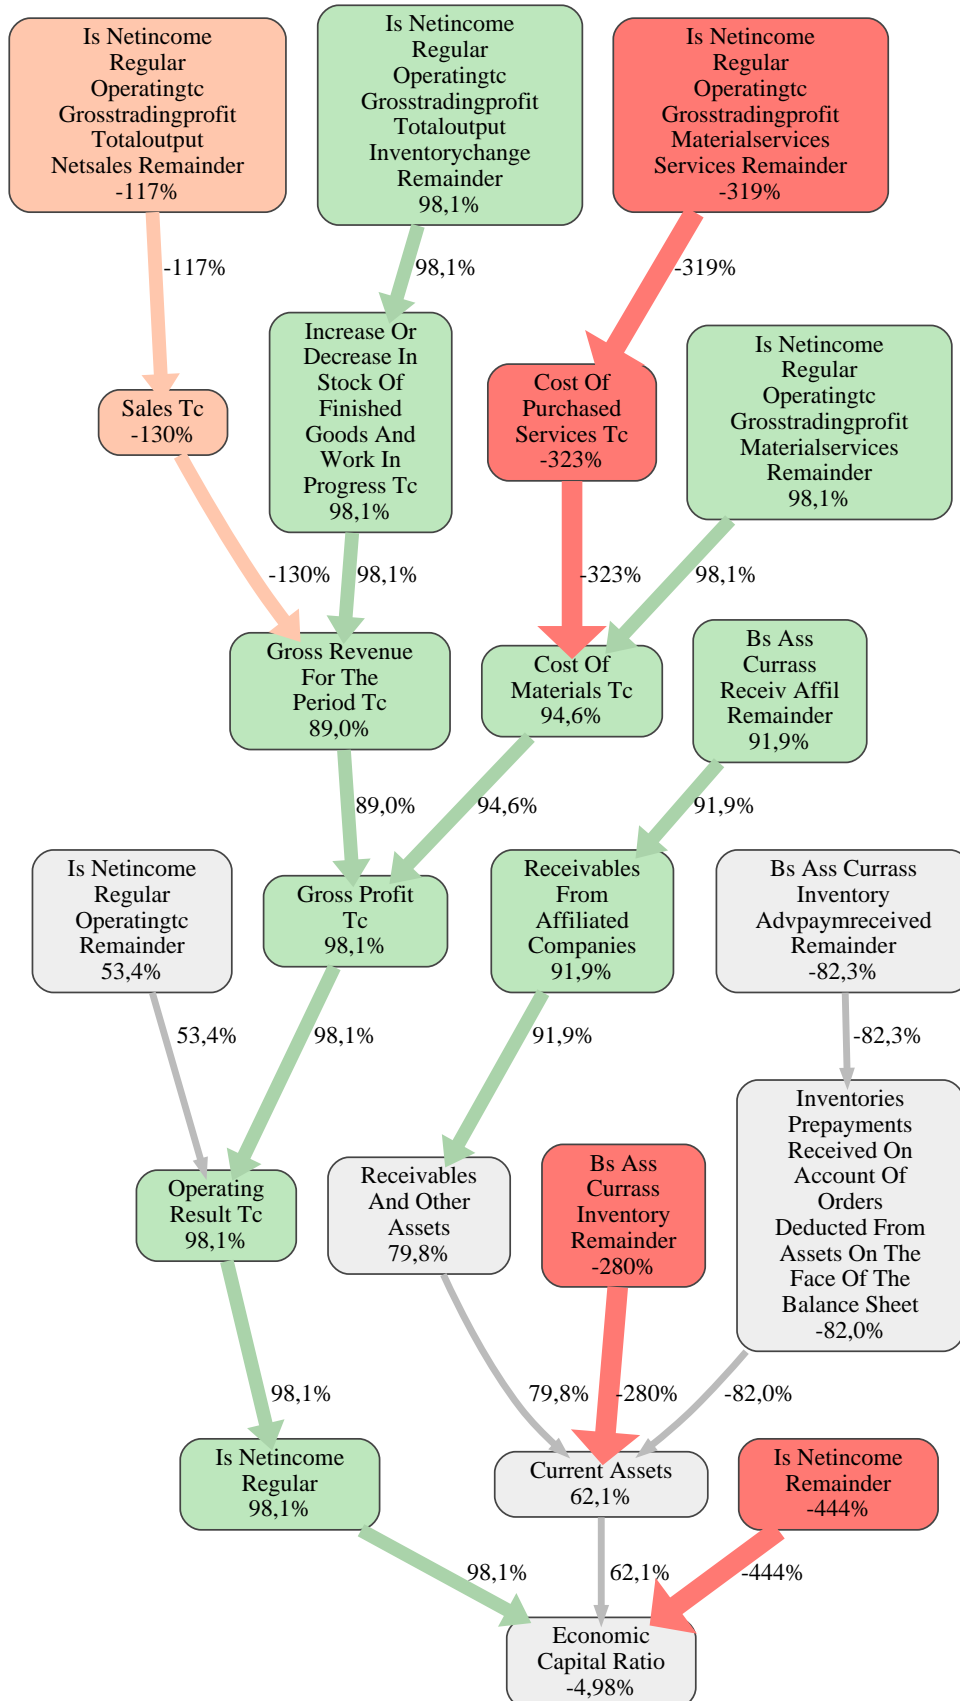 Is Netincome
Regular
Operatingtc
Grosstradingprofit
Totaloutput
Netsales Remainder
-117%
Is Netincome
Regular
Operatingtc
Grosstradingprofit
Totaloutput
Inventorychange
Remainder
98,1%
Is Netincome
Regular
Operatingtc
Grosstradingprofit
Materialservices
Services Remainder
-319%
-117%
98,1%
-319%
Increase Or
Decrease In
Stock Of
Finished
Goods And
Work In
Progress Tc
98,1%
Is Netincome
Regular
Operatingtc
Grosstradingprofit
Materialservices
Remainder
98,1%
Cost Of
Purchased
Services Tc
-323%
Sales Tc
-130%
-130%
98,1%
-323%
98,1%
Gross Revenue
For The
Period Tc
89,0%
Cost Of
Materials Tc
94,6%
Bs Ass
Currass
Receiv Affil
Remainder
91,9%
89,0%
94,6%
91,9%
Is Netincome
Regular
Operatingtc
Remainder
53,4%
Gross Profit
Tc
98,1%
Receivables
From
Affiliated
Companies
91,9%
Bs Ass Currass
Inventory
Advpaymreceived
Remainder
-82,3%
53,4%
98,1%
91,9%
-82,3%
Operating
Result Tc
98,1%
Receivables
And Other
Assets
79,8%
Bs Ass
Currass
Inventory
Remainder
-280%
Inventories
Prepayments
Received On
Account Of
Orders
Deducted From
Assets On The
Face Of The
Balance Sheet
-82,0%
98,1%
79,8%
-280%
-82,0%
Is Netincome
Regular
98,1%
Current Assets
62,1%
Is Netincome
Remainder
-444%
98,1%
62,1%
-444%
Economic
Capital Ratio
-4,98%